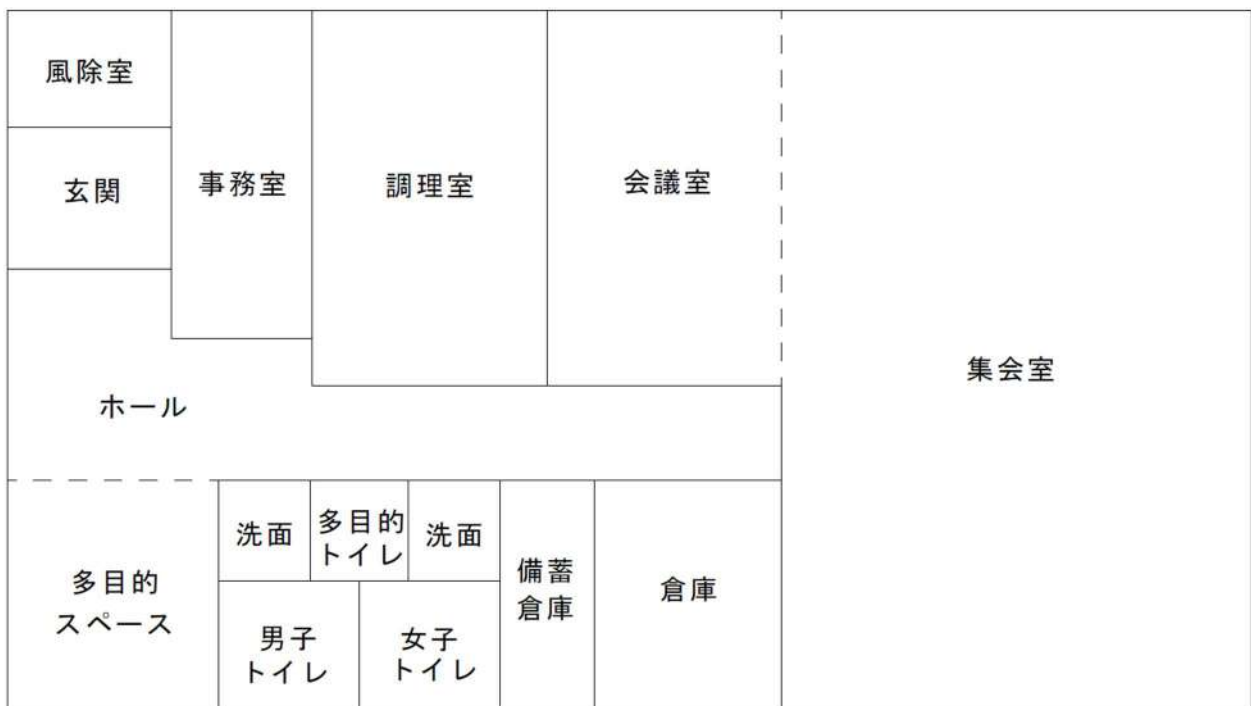 風除室
玄関
事務室
調理室
会議室
集会室
ホール
多目的
スペース
洗面
多目的
トイレ
洗面
男子
トイレ
女子
トイレ
備蓄
倉庫
倉庫